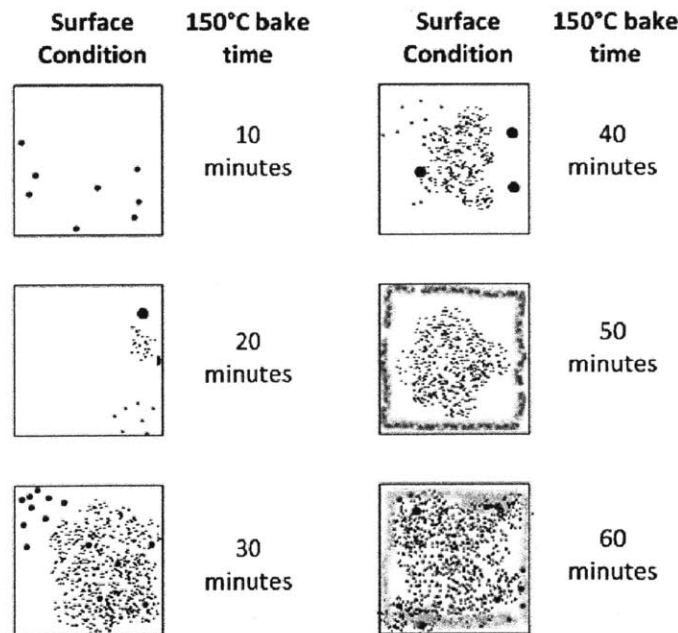 Surface Condition
150°C bake time
Surface Condition
150°C bake time
10 minutes
40 minutes
20 minutes
50 minutes
30 minutes
60 minutes